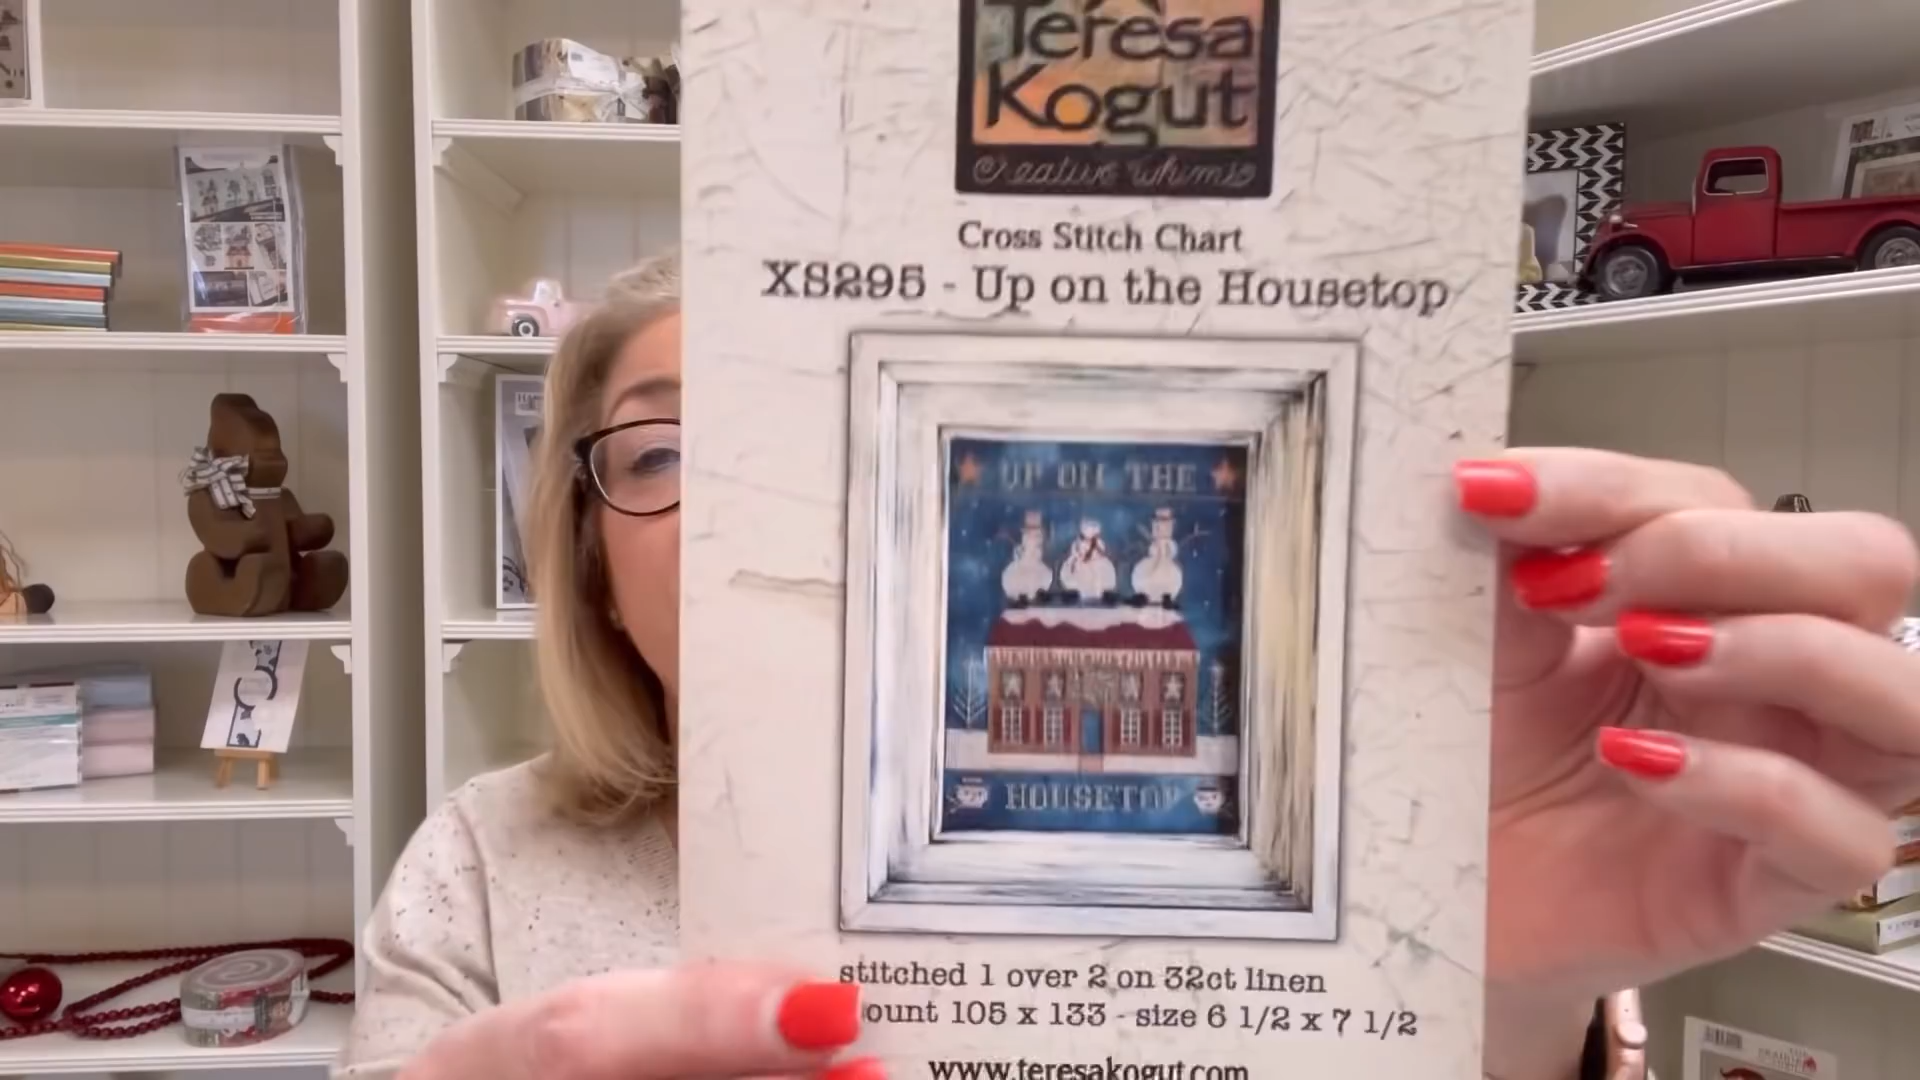 Teresa
Kogut
Creative Whimsy
Cross Stitch Chart
XS295 - Up on the Housetop
UP ON THE
HOUSETOP
stitched 1 over 2 on 32ct linen
ount 105 x 133 - size 6 1/2 x 7 1/2
www.teresakogut.com